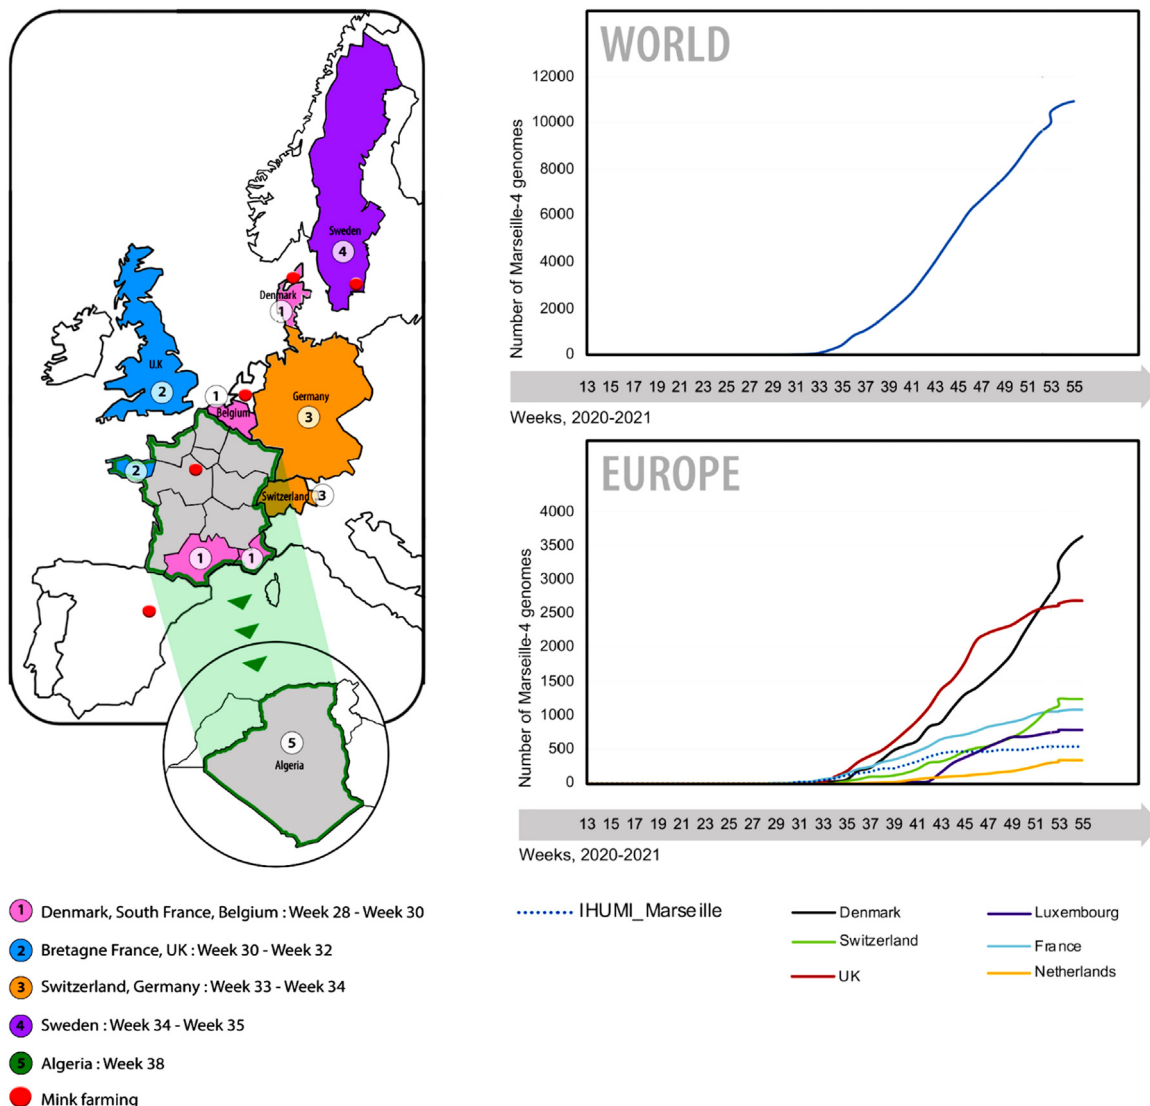 Sweden
4
Denmark
1
U.K
2
1
Belgium
Germany
3
2
Switzerland
3
1
1
5
Algeria
1 Denmark, South France, Belgium : Week 28 - Week 30
2 Bretagne France, UK : Week 30 - Week 32
3 Switzerland, Germany : Week 33 - Week 34
4 Sweden : Week 34 - Week 35
5 Algeria : Week 38
Mink farming
WORLD
Number of Marseille-4 genomes
12000
10000
8000
6000
4000
2000
0
13 15 17 19 21 23 25 27 29 31 33 35 37 39 41 43 45 47 49 51 53 55
Weeks, 2020-2021
EUROPE
Number of Marseille-4 genomes
4000
3500
3000
2500
2000
1500
1000
500
0
13 15 17 19 21 23 25 27 29 31 33 35 37 39 41 43 45 47 49 51 53 55
Weeks, 2020-2021
IHUMI_Marseille
Denmark
Switzerland
UK
Luxembourg
France
Netherlands